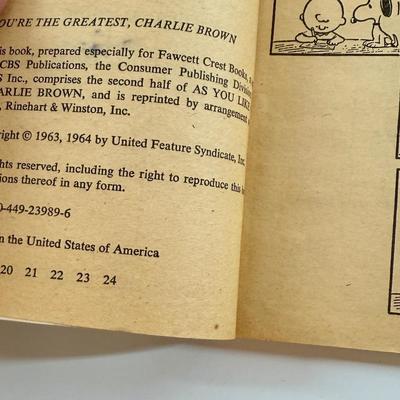 OU'RE THE GREATEST, CHARLIE BROWN
is book, prepared especially for Fawcett Crest Books, a
CBS Publications, the Consumer Publishing Division
S Inc., comprises the second half of AS YOU LIKE
ARLIE BROWN, and is reprinted by arrangement
, Rinehart & Winston, Inc.
right © 1963, 1964 by United Feature Syndicate, Inc.
hts reserved, including the right to reproduce this
ions thereof in any form.
0-449-23989-6
in the United States of America
20 21 22 23 24